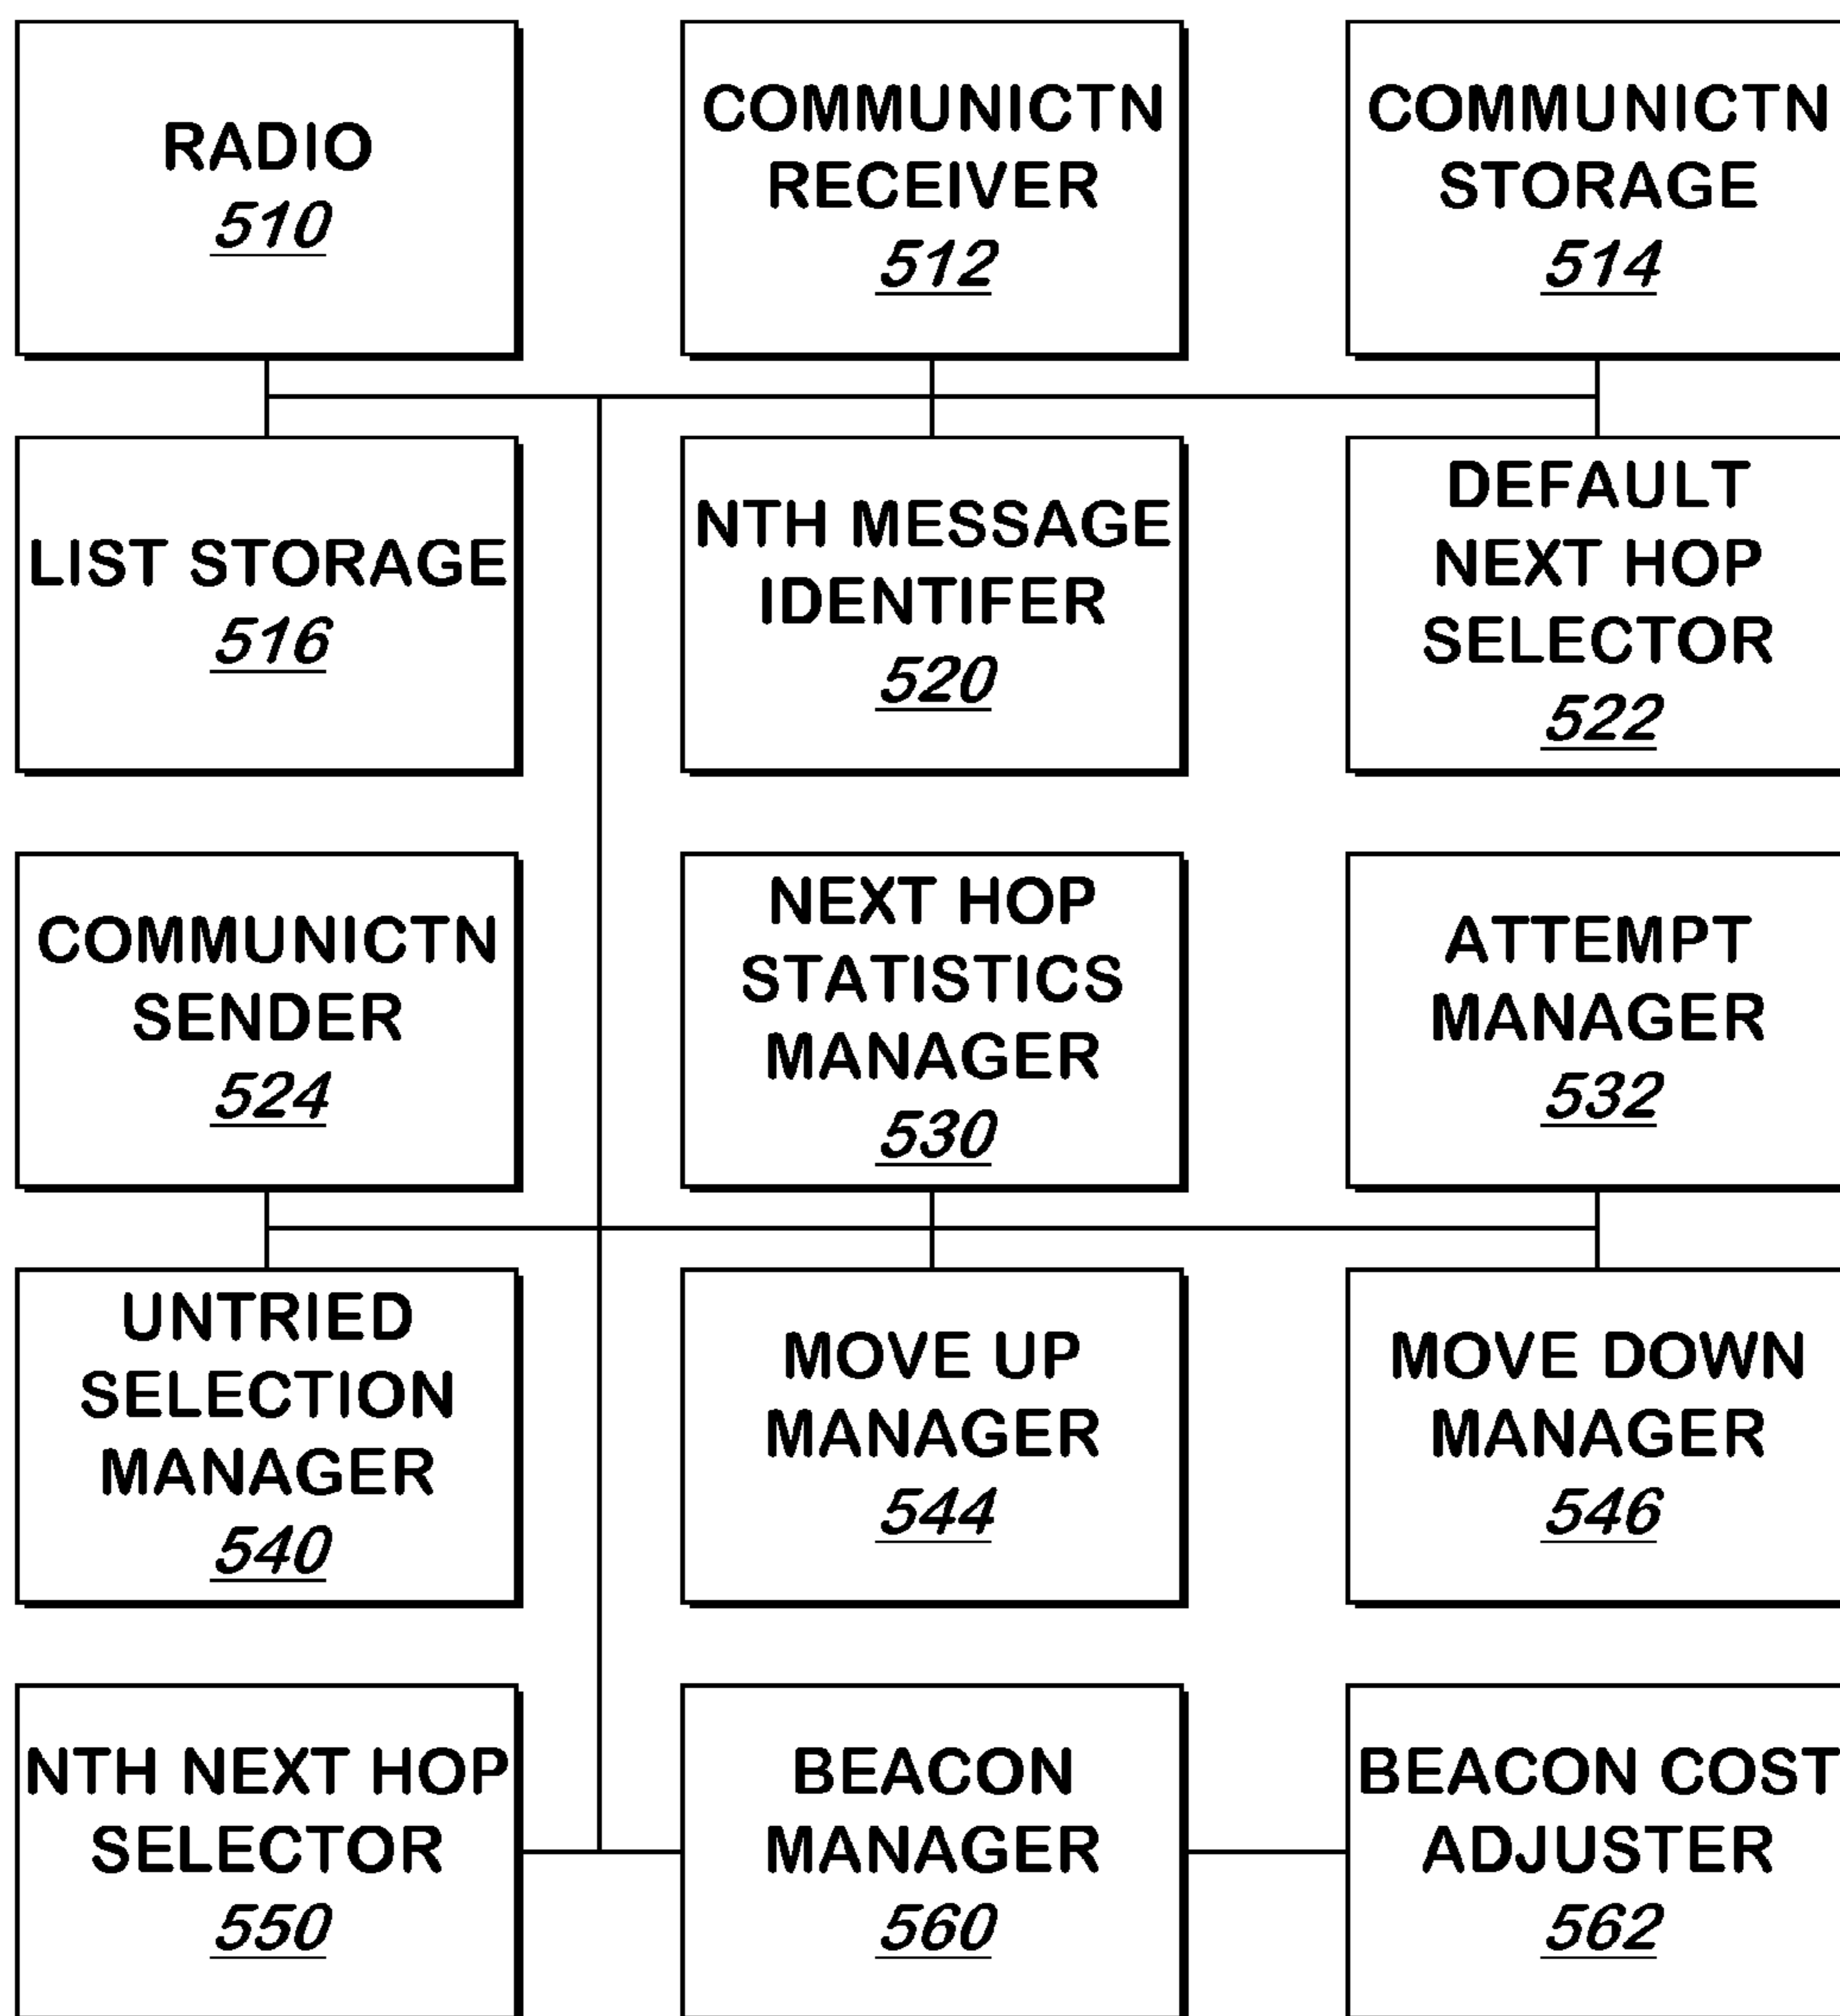 RADIO
510
COMMUNICTN
RECEIVER
512
COMMUNICTN
STORAGE
514
LIST STORAGE
516
NTH MESSAGE
IDENTIFER
520
DEFAULT
NEXT HOP
SELECTOR
522
COMMUNICTN
SENDER
524
NEXT HOP
STATISTICS
MANAGER
530
ATTEMPT
MANAGER
532
UNTRIED
SELECTION
MANAGER
540
MOVE UP
MANAGER
544
MOVE DOWN
MANAGER
546
NTH NEXT HOP
SELECTOR
550
BEACON
MANAGER
560
BEACON COST
ADJUSTER
562